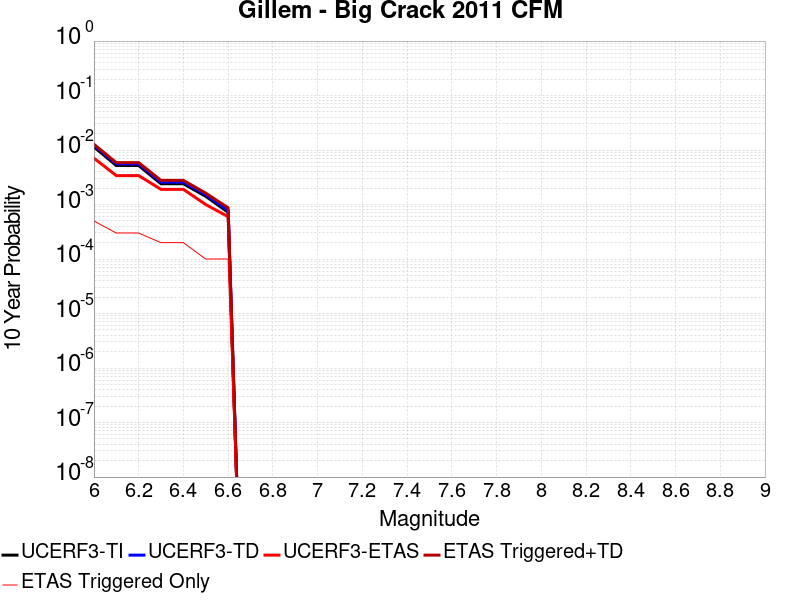 Gillem - Big Crack 2011 CFM
10 0
10 -1
10 -2
10 -3
10 -4
10 -5
10 -6
10 -7
10 -8
10 Year Probability
6 6.2 6.4 6.6 6.8 7 7.2 7.4 7.6 7.8 8 8.2 8.4 8.6 8.8 9
Magnitude
UCERF3-TI UCERF3-TD UCERF3-ETAS ETAS Triggered+TD
ETAS Triggered Only